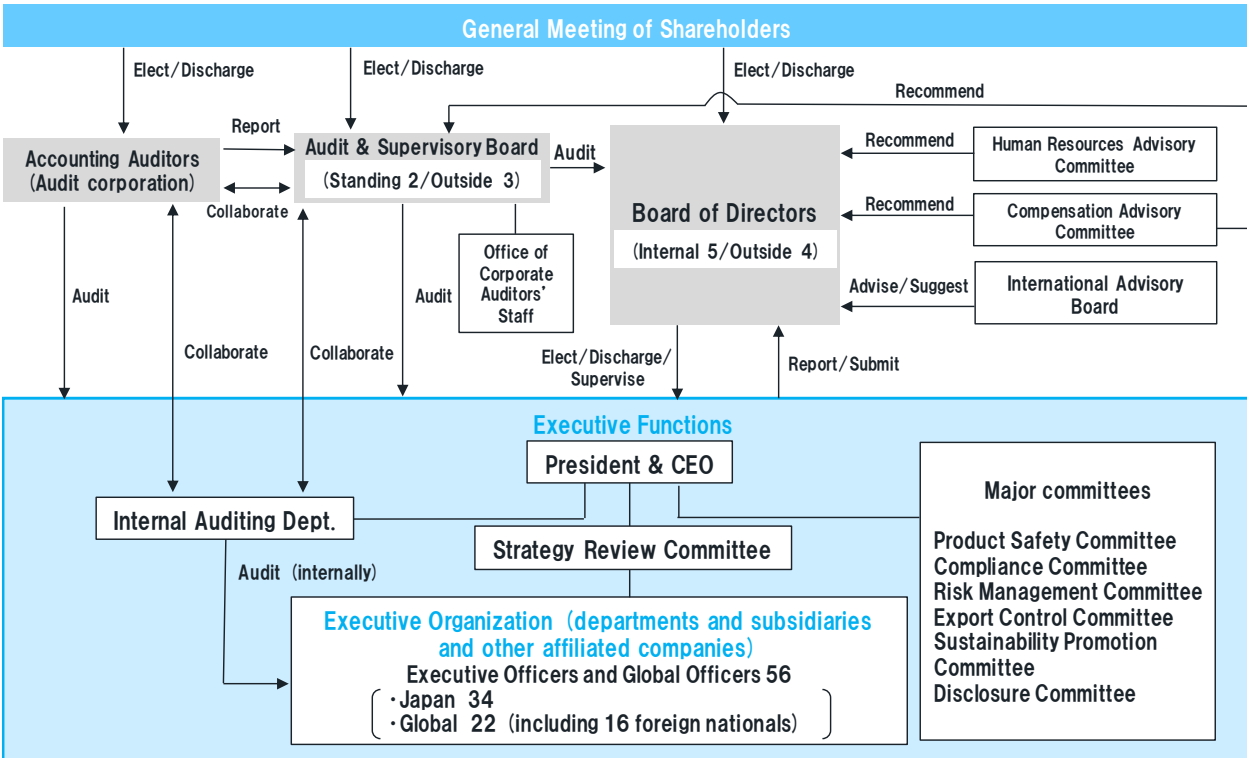 General Meeting of Shareholders
Elect/Discharge
Elect/Discharge
Elect/Discharge
Recommend
Report
Accounting Auditors
(Audit corporation)
Audit & Supervisory Board
(Standing 2/Outside 3)
Audit
Collaborate
Board of Directors
(Internal 5/Outside 4)
Recommend
Human Resources Advisory
Committee
Recommend
Compensation Advisory
Committee
Advise/Suggest
International Advisory
Board
Office of
Corporate
Auditors'
Staff
Audit
Audit
Collaborate
Collaborate
Elect/Discharge/
Supervise
Report/Submit
Executive Functions
President & CEO
Internal Auditing Dept.
Strategy Review Committee
Audit (internally)
Executive Organization (departments and subsidiaries
and other affiliated companies)
Executive Officers and Global Officers 56
・Japan 34
・Global 22 (including 16 foreign nationals)
Major committees
Product Safety Committee
Compliance Committee
Risk Management Committee
Export Control Committee
Sustainability Promotion
Committee
Disclosure Committee